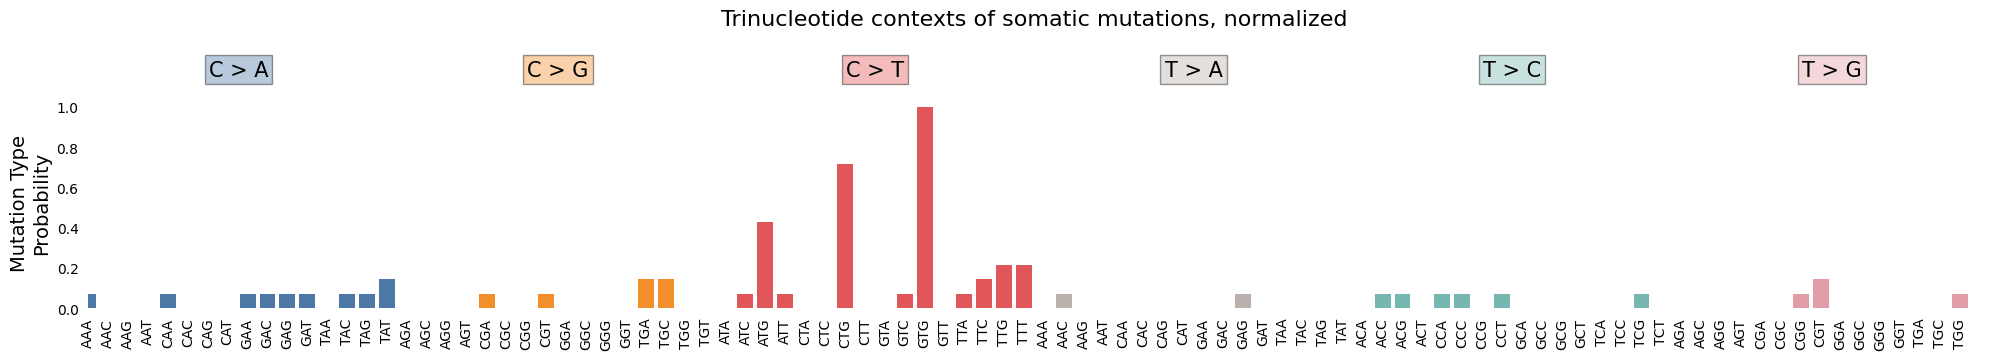 Trinucleotide contexts of somatic mutations, normalized
C > A
C > G
C > T
T > A
T > C
T > G
Mutation Type
Probability
1.0
0.8
0.6
0.4
0.2
0.0
AAA AAC AAG AAT CAA CAC CAG CAT GAA GAC GAG GAT TAA TAC TAG TAT AGA AGC AGG AGT CGA CGC CGG CGT GGA GGC GGG GGT TGA TGC TGG TGT ATA ATC ATG ATT CTA CTC CTG CTT GTA GTC GTG GTT TTA TTC TTG TTT AAA AAC AAG AAT CAA CAC CAG CAT GAA GAC GAG GAT TAA TAC TAG TAT ACA ACC ACG ACT CCA CCC CCG CCT GCA GCC GCG GCT TCA TCC TCG TCT AGA AGC AGG AGT CGA CGC CGG CGT GGA GGC GGG GGT TGA TGC TGG